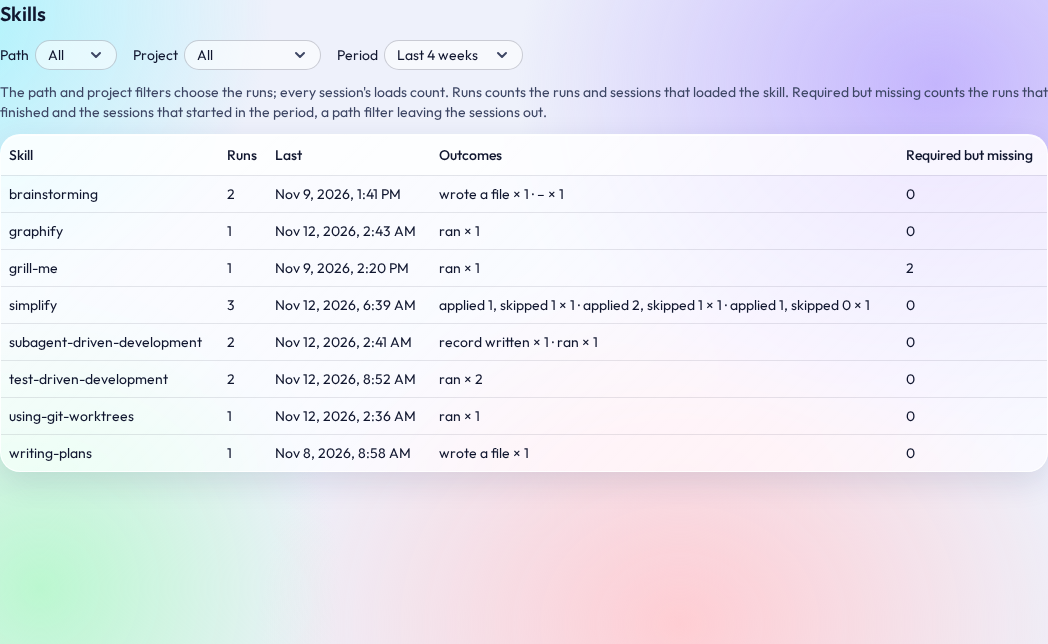 Skills
Path All Project All Period Last 4 weeks
The path and project filters choose the runs; every session's loads count. Runs counts the runs and sessions that loaded the skill. Required but missing counts the runs that
finished and the sessions that started in the period, a path filter leaving the sessions out.
Skill Runs Last Outcomes Required but missing
brainstorming 2 Nov 9, 2026, 1:41 PM wrote a file × 1 · – × 1 0
graphify 1 Nov 12, 2026, 2:43 AM ran × 1 0
grill-me 1 Nov 9, 2026, 2:20 PM ran × 1 2
simplify 3 Nov 12, 2026, 6:39 AM applied 1, skipped 1 × 1 · applied 2, skipped 1 × 1 · applied 1, skipped 0 × 1 0
subagent-driven-development 2 Nov 12, 2026, 2:41 AM record written × 1 · ran × 1 0
test-driven-development 2 Nov 12, 2026, 8:52 AM ran × 2 0
using-git-worktrees 1 Nov 12, 2026, 2:36 AM ran × 1 0
writing-plans 1 Nov 8, 2026, 8:58 AM wrote a file × 1 0